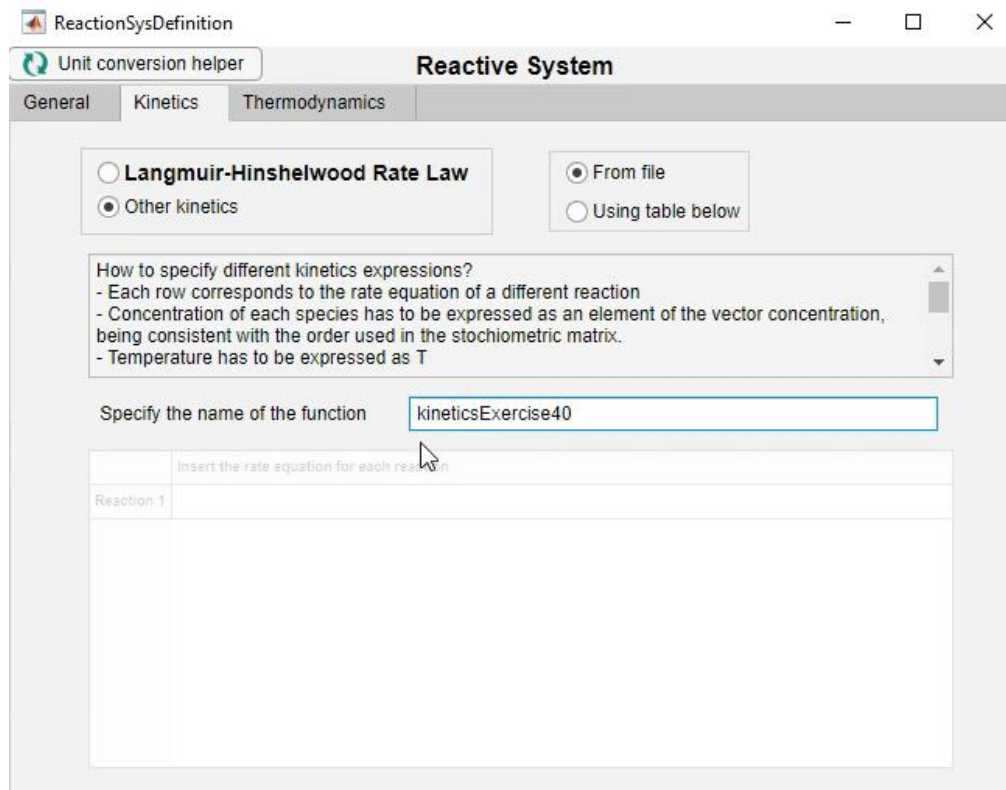 ReactionSysDefinition
Unit conversion helper
Reactive System
General Kinetics Thermodynamics
Langmuir-Hinshelwood Rate Law
Other kinetics
From file
Using table below
How to specify different kinetics expressions?
- Each row corresponds to the rate equation of a different reaction
- Concentration of each species has to be expressed as an element of the vector concentration,
being consistent with the order used in the stochiometric matrix.
- Temperature has to be expressed as T
Specify the name of the function kineticsExercise40
Insert the rate equation for each reaction
Reaction 1